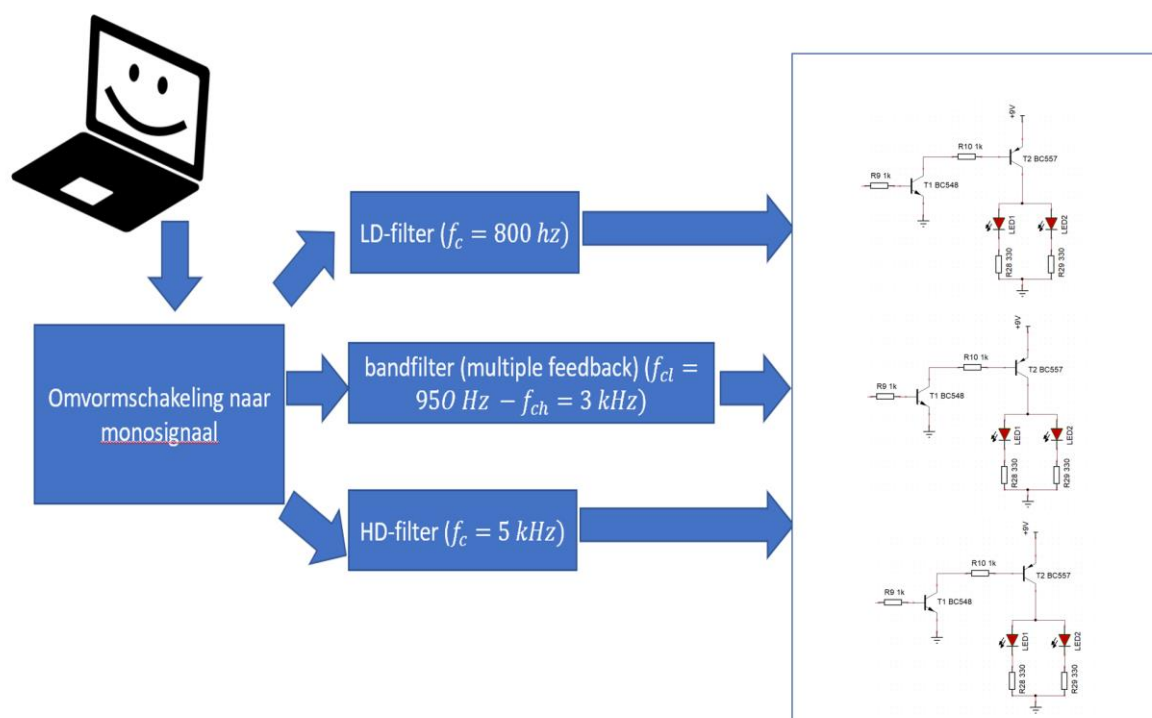 LD-filter (f_c = 800 hz)
Omvormschakeling naar
monosignaal
bandfilter (multiple feedback) (f_cl =
950 Hz − f_ch = 3 kHz)
HD-filter (f_c = 5 kHz)
+9V
R10 1k
T2 BC557
R9 1k
T1 BC548
LED1
LED2
R28 330
R29 330
+9V
R10 1k
T2 BC557
R9 1k
T1 BC548
LED1
LED2
R28 330
R29 330
+9V
R10 1k
T2 BC557
R9 1k
T1 BC548
LED1
LED2
R28 330
R29 330